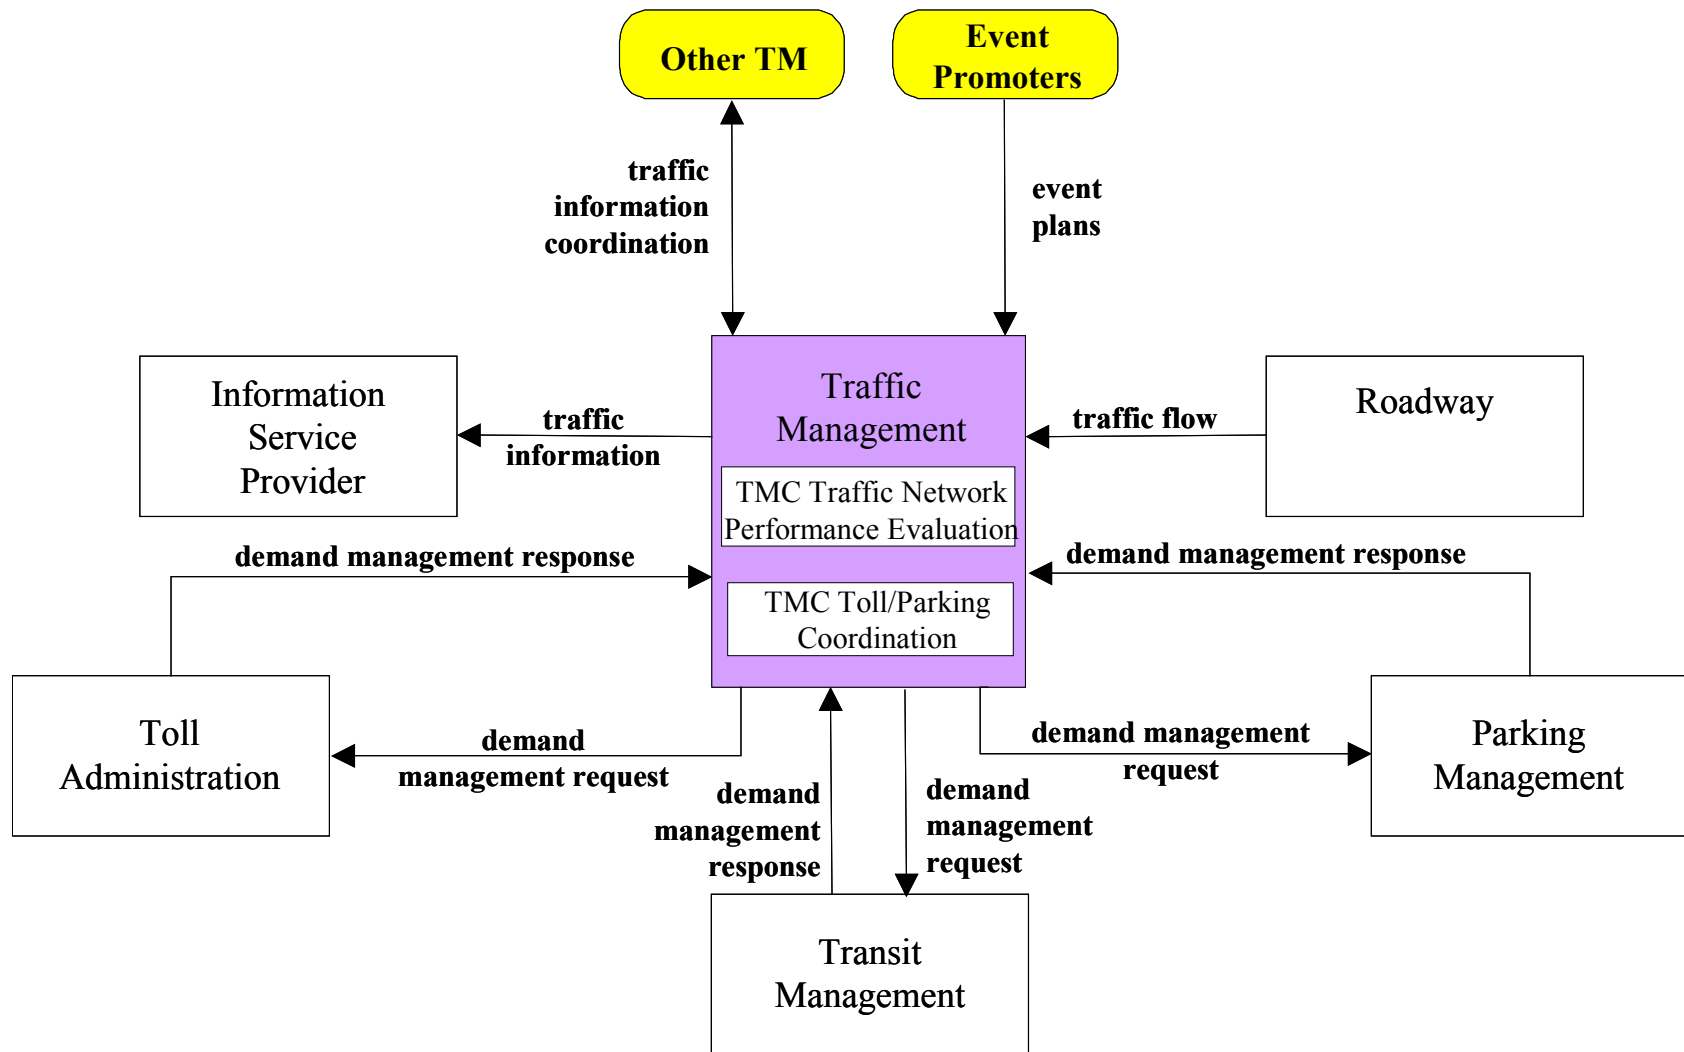 Other TM
Event
Promoters
traffic
information
coordination
event
plans
Information
Service
Provider
traffic
information
Traffic
Management
traffic flow
Roadway
TMC Traffic Network
Performance Evaluation
demand management response
demand management response
TMC Toll/Parking
Coordination
Toll
Administration
demand
management request
demand
management
response
demand
management
request
demand management
request
Parking
Management
Transit
Management